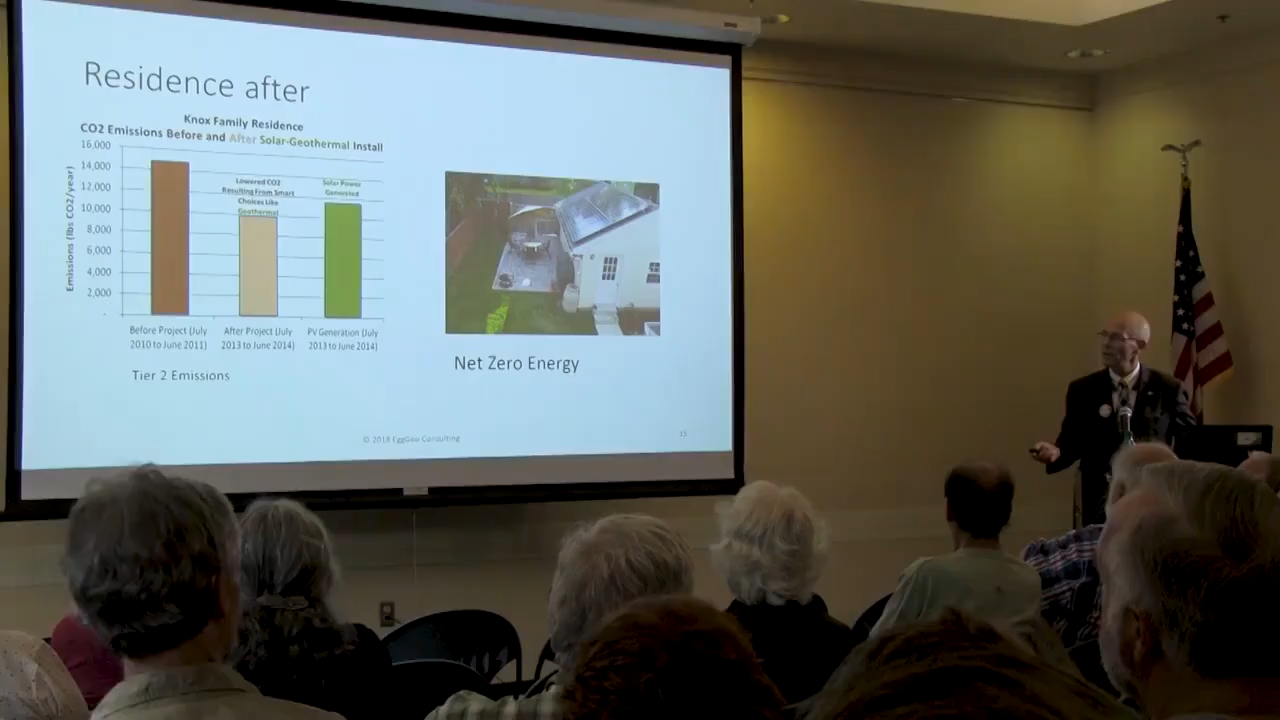 Residence after
Knox Family Residence
CO2 Emissions Before and After Solar-Geothermal Install
Emissions (lbs CO2/year)
16,000
14,000
12,000
10,000
8,000
6,000
4,000
2,000
-
Lowered CO2
Resulting From Smart
Choices Like
Geothermal
Solar Power
Generated
Before Project (July
2010 to June 2011)
After Project (July
2013 to June 2014)
PV Generation (July
2013 to June 2014)
Tier 2 Emissions
Net Zero Energy
© 2018 EggGeo Consulting
15